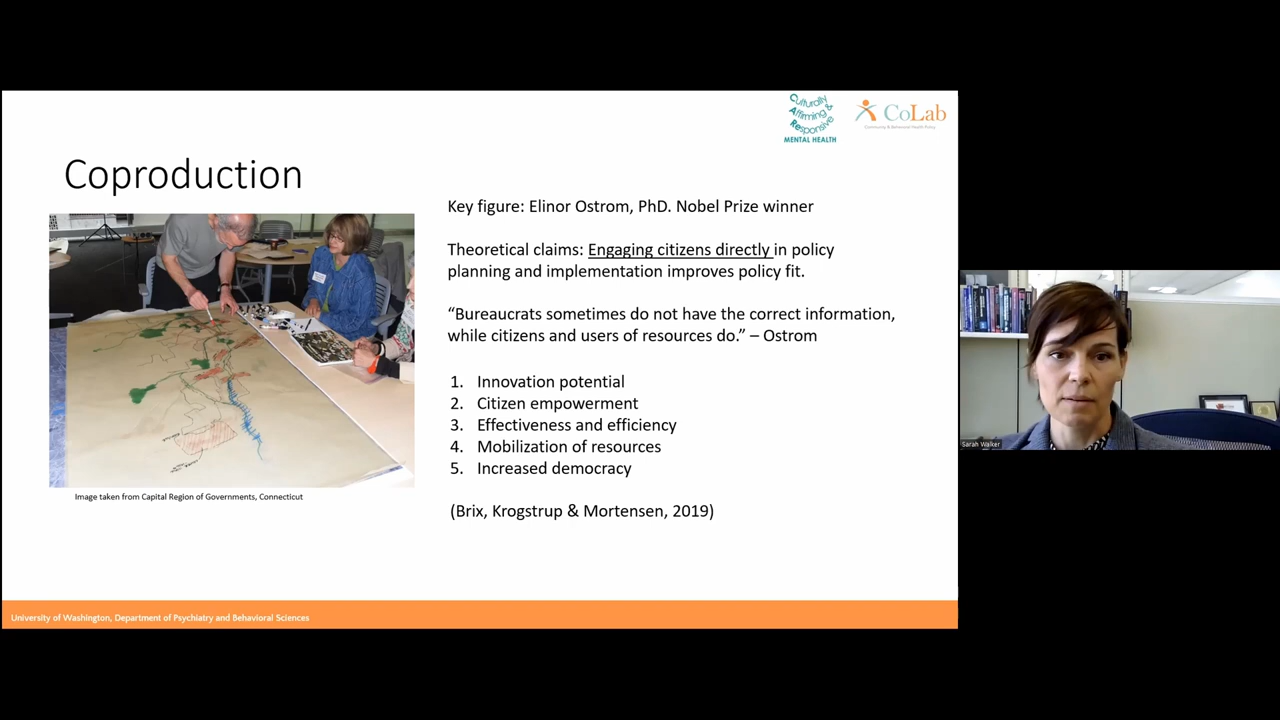 Culturally
Affirming &
Responsive
MENTAL HEALTH
CoLab
Community & Behavioral Health Policy
Coproduction
Key figure: Elinor Ostrom, PhD. Nobel Prize winner
Theoretical claims: Engaging citizens directly in policy
planning and implementation improves policy fit.
“Bureaucrats sometimes do not have the correct information,
while citizens and users of resources do.” – Ostrom
1. Innovation potential
2. Citizen empowerment
3. Effectiveness and efficiency
4. Mobilization of resources
5. Increased democracy
(Brix, Krogstrup & Mortensen, 2019)
Image taken from Capital Region of Governments, Connecticut
University of Washington, Department of Psychiatry and Behavioral Sciences
Sarah Walker